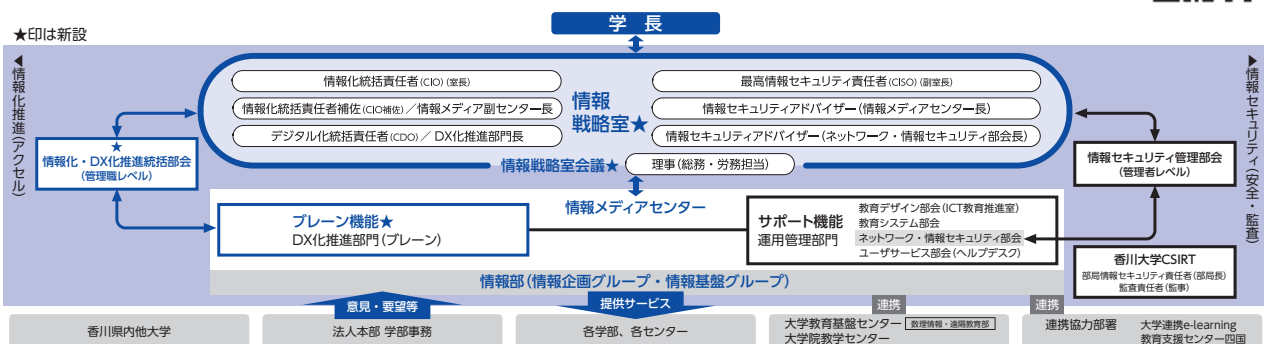 学 長
★印は新設
◀情報化推進(アクセル)
▶情報セキュリティ(安全・監査)
情報化統括責任者(CIO)(室長)
最高情報セキュリティ責任者(CISO)(副室長)
情報化統括責任者補佐(CIO補佐)／情報メディア副センター長
情報セキュリティアドバイザー(情報メディアセンター長)
デジタル化統括責任者(CDO)／DX化推進部門長
情報セキュリティアドバイザー(ネットワーク・情報セキュリティ部会長)
情報
戦略室★
情報戦略室会議★
理事(総務・労務担当)
★
情報化・DX化推進統括部会
(管理職レベル)
情報セキュリティ管理部会
(管理者レベル)
情報メディアセンター
ブレーン機能★
DX化推進部門(ブレーン)
サポート機能
運用管理部門
教育デザイン部会(ICT教育推進室)
教育システム部会
ネットワーク・情報セキュリティ部会
ユーザサービス部会(ヘルプデスク)
香川大学CSIRT
部局情報セキュリティ責任者(部局長)
監査責任者(監事)
情報部(情報企画グループ・情報基盤グループ)
意見・要望等
提供サービス
連携
連携
香川県内他大学
法人本部 学部事務
各学部、各センター
大学教育基盤センター 数理情報・遠隔教育部
大学院教学センター
連携協力部署
大学連携e-learning
教育支援センター四国